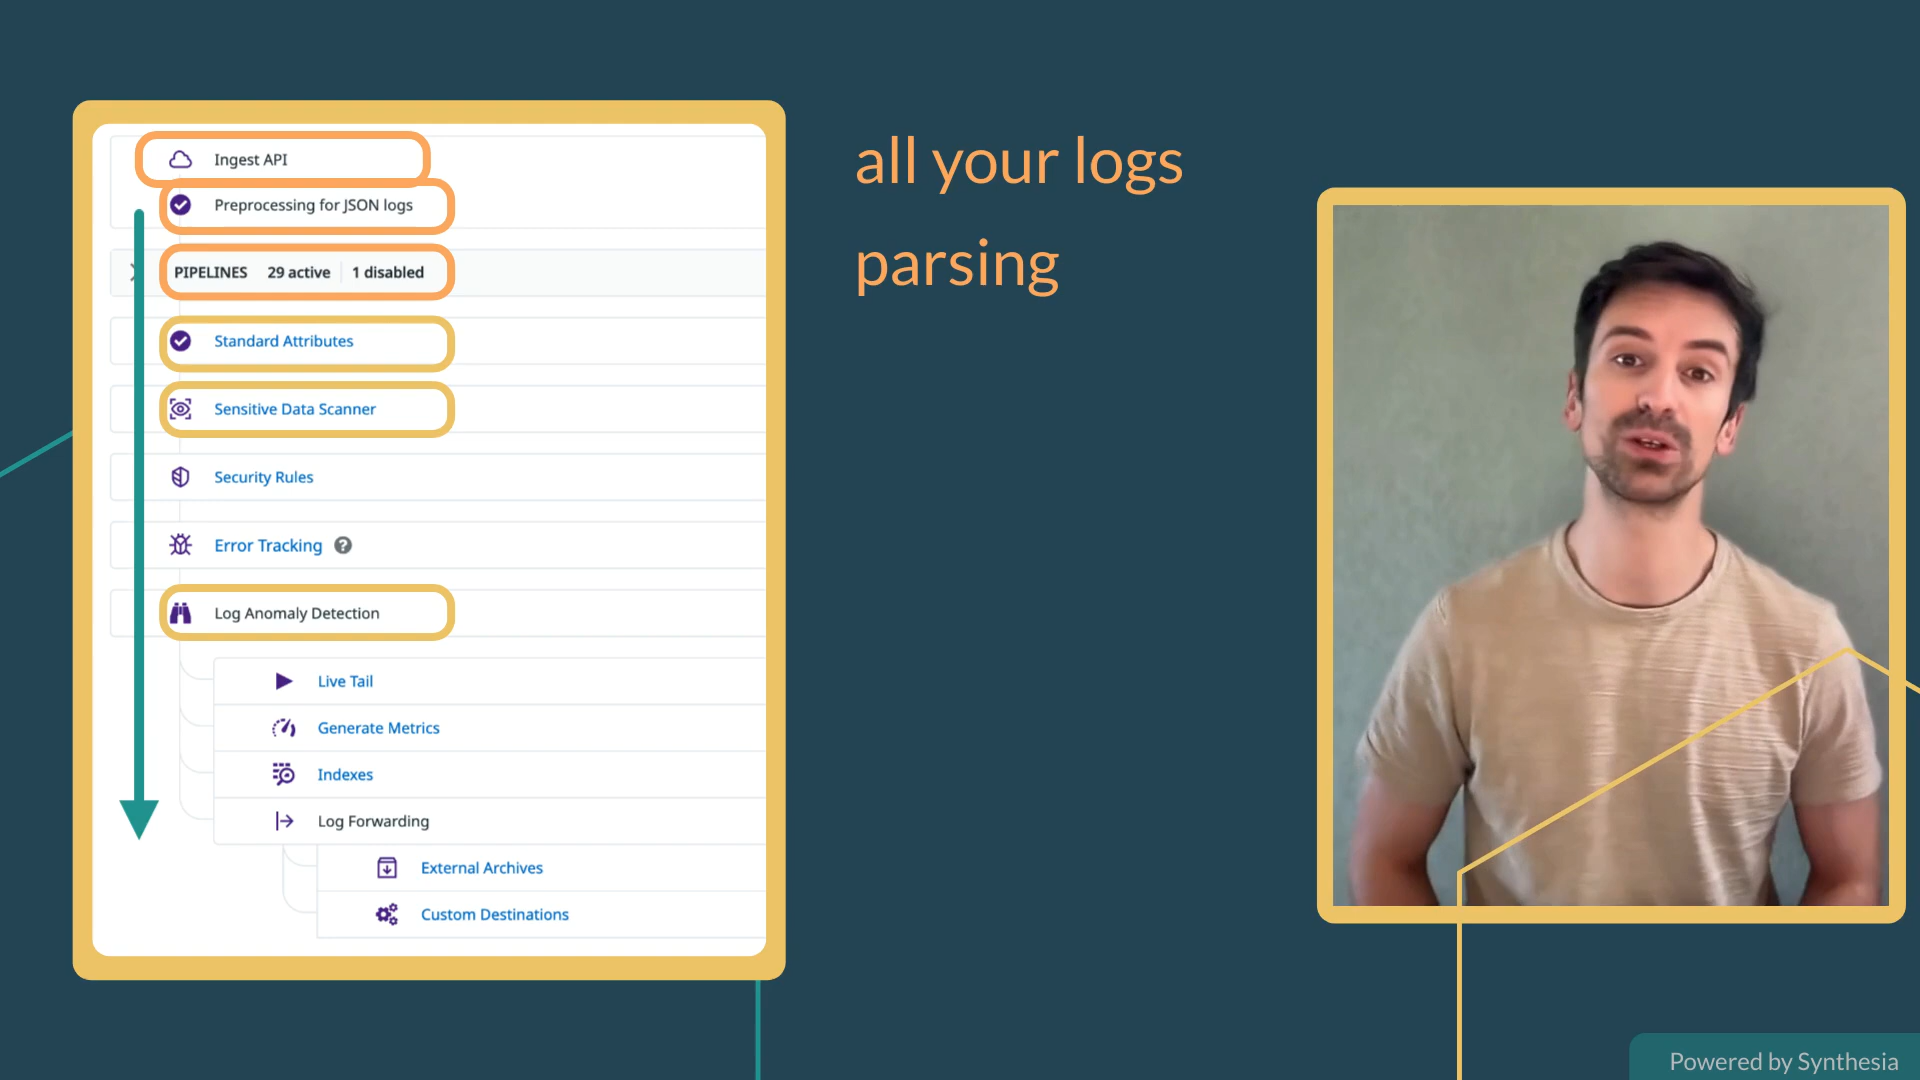 Ingest API
Preprocessing for JSON logs
PIPELINES 29 active 1 disabled
Standard Attributes
Sensitive Data Scanner
Security Rules
Error Tracking ?
Log Anomaly Detection
Live Tail
Generate Metrics
Indexes
Log Forwarding
External Archives
Custom Destinations
all your logs
parsing
Powered by Synthesia